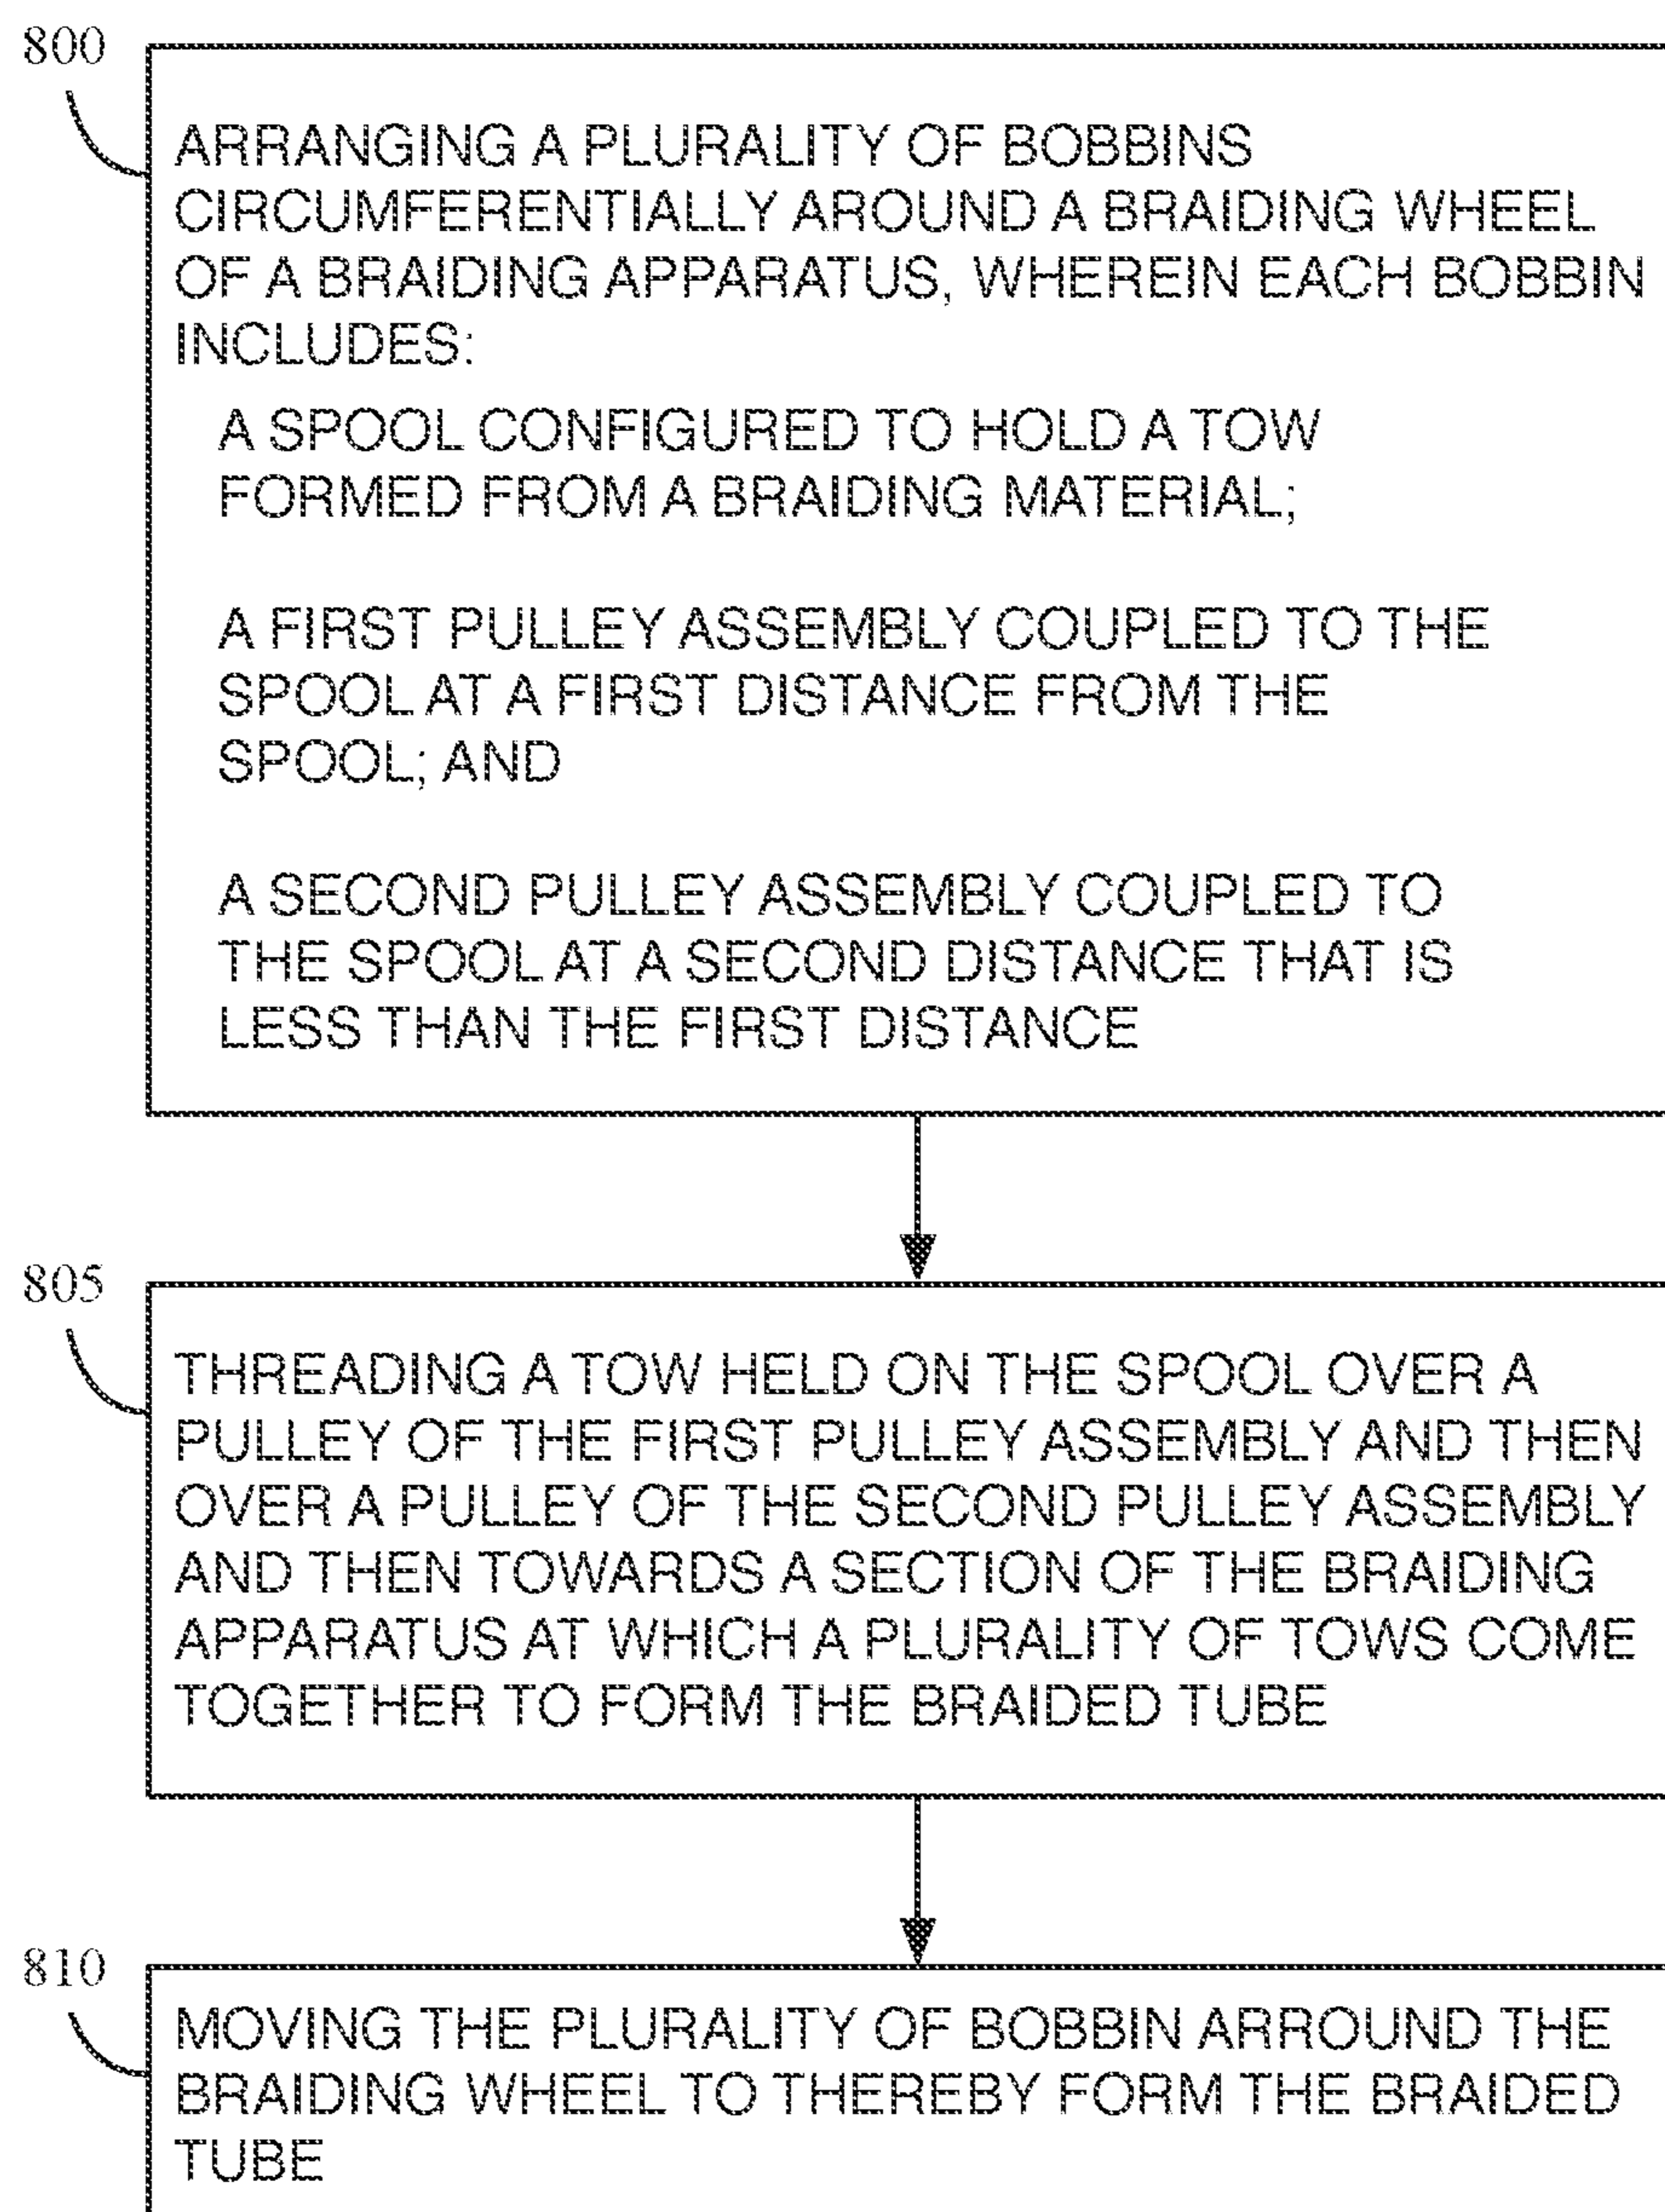 800
ARRANGING A PLURALITY OF BOBBINS
CIRCUMFERENTIALLY AROUND A BRAIDING WHEEL
OF A BRAIDING APPARATUS, WHEREIN EACH BOBBIN
INCLUDES:
A SPOOL CONFIGURED TO HOLD A TOW
FORMED FROM A BRAIDING MATERIAL;
A FIRST PULLEY ASSEMBLY COUPLED TO THE
SPOOL AT A FIRST DISTANCE FROM THE
SPOOL; AND
A SECOND PULLEY ASSEMBLY COUPLED TO
THE SPOOL AT A SECOND DISTANCE THAT IS
LESS THAN THE FIRST DISTANCE
805
THREADING A TOW HELD ON THE SPOOL OVER A
PULLEY OF THE FIRST PULLEY ASSEMBLY AND THEN
OVER A PULLEY OF THE SECOND PULLEY ASSEMBLY
AND THEN TOWARDS A SECTION OF THE BRAIDING
APPARATUS AT WHICH A PLURALITY OF TOWS COME
TOGETHER TO FORM THE BRAIDED TUBE
810
MOVING THE PLURALITY OF BOBBIN ARROUND THE
BRAIDING WHEEL TO THEREBY FORM THE BRAIDED
TUBE